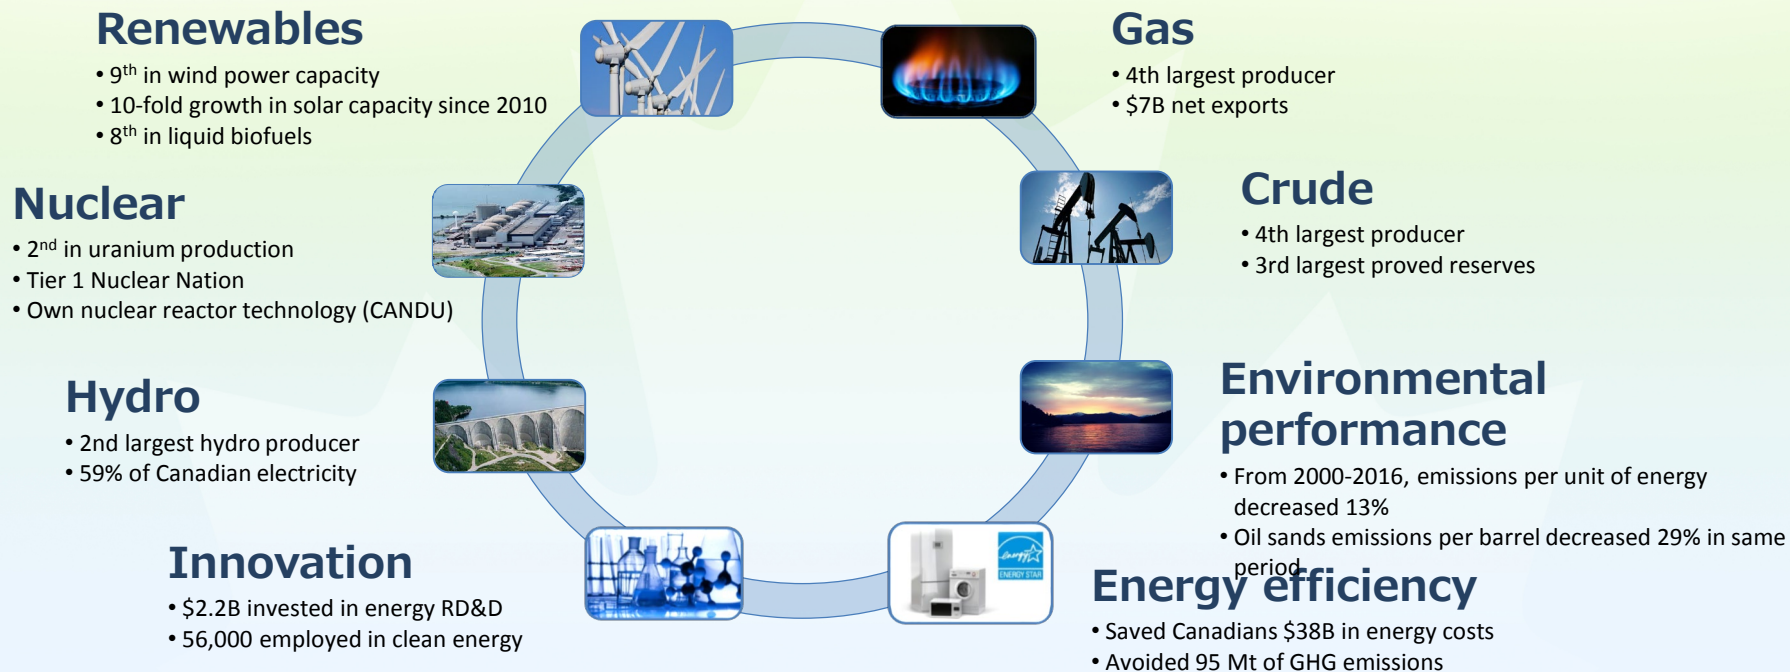 Renewables
• 9th in wind power capacity
• 10-fold growth in solar capacity since 2010
• 8th in liquid biofuels
Gas
• 4th largest producer
• $7B net exports
Nuclear
• 2nd in uranium production
• Tier 1 Nuclear Nation
• Own nuclear reactor technology (CANDU)
Crude
• 4th largest producer
• 3rd largest proved reserves
Hydro
• 2nd largest hydro producer
• 59% of Canadian electricity
Environmental
performance
• From 2000-2016, emissions per unit of energy
decreased 13%
• Oil sands emissions per barrel decreased 29% in same
period
Innovation
• $2.2B invested in energy RD&D
• 56,000 employed in clean energy
energy
ENERGY STAR
Energy efficiency
• Saved Canadians $38B in energy costs
• Avoided 95 Mt of GHG emissions